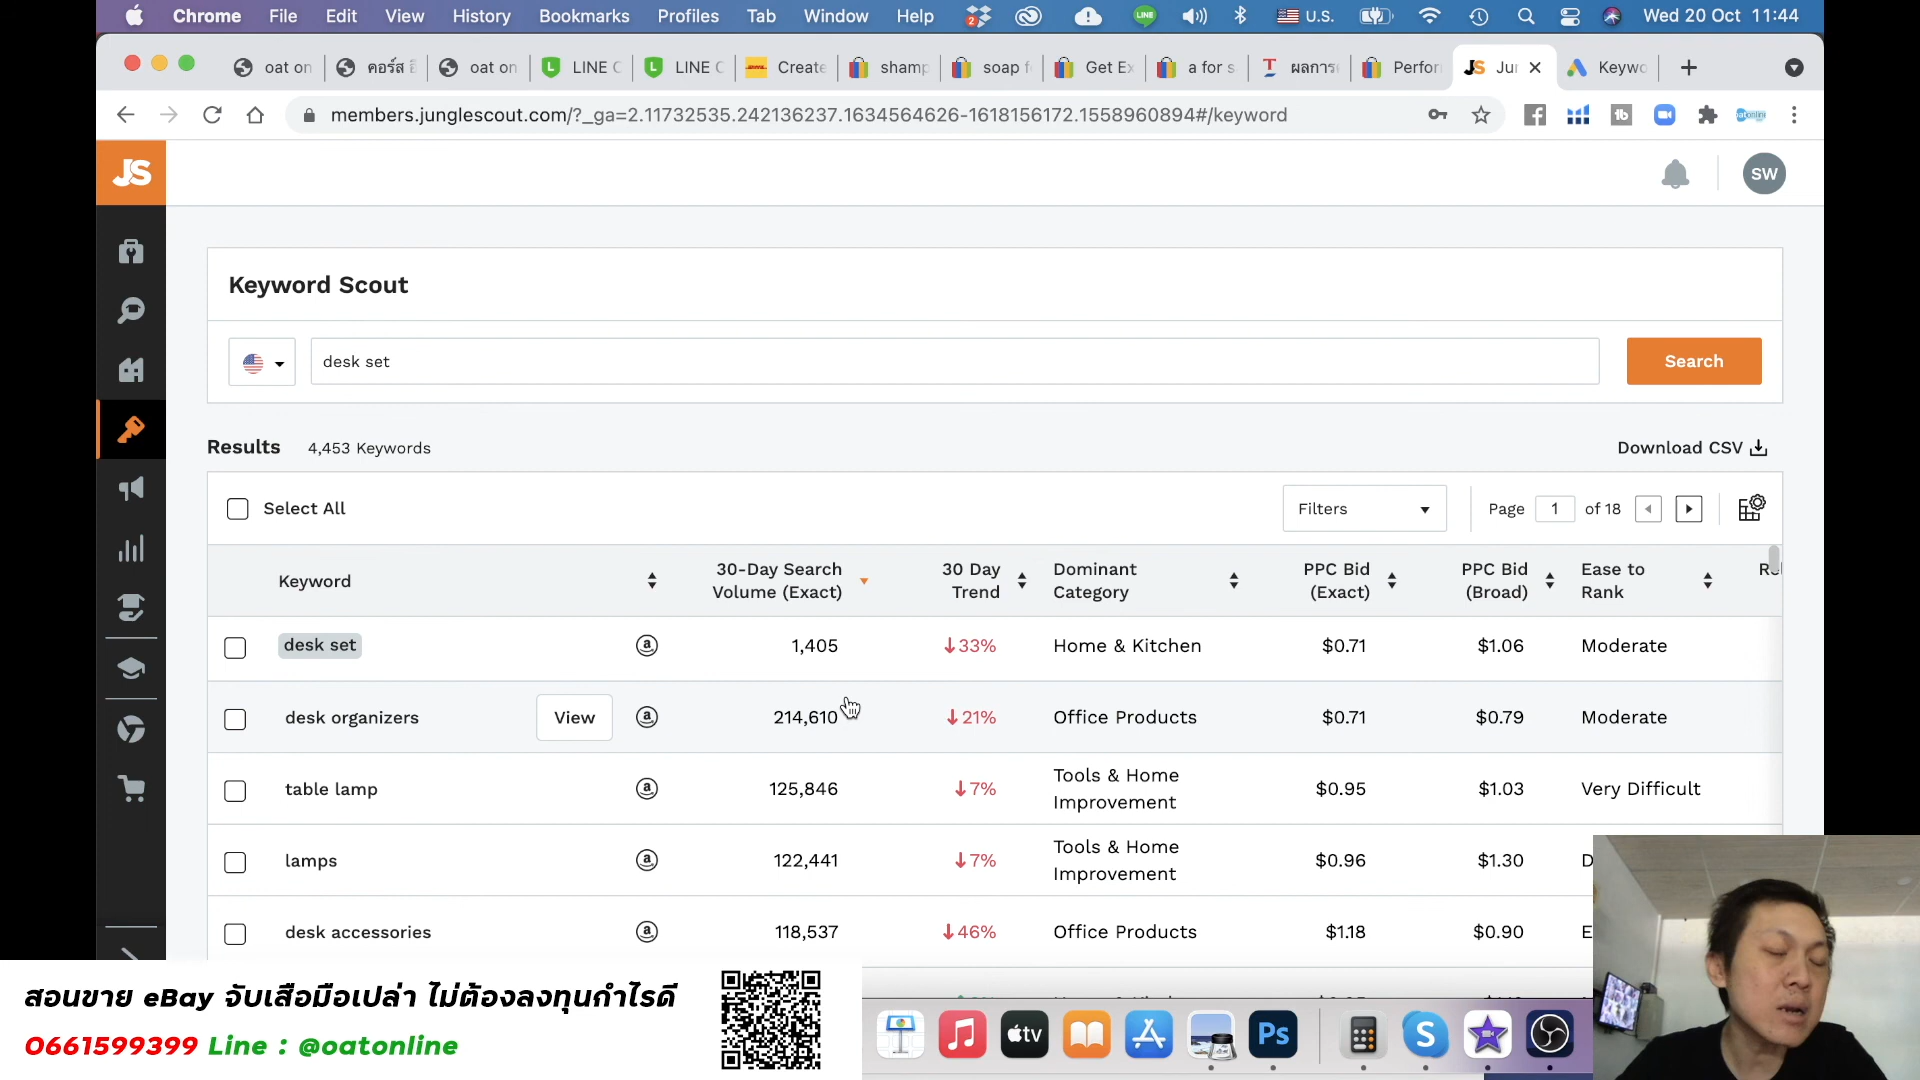 Chrome File Edit View History Bookmarks Profiles Tab Window Help 2 LINE U.S. Wed 20 Oct 11:44
oat on คอร์ส oat on LINE LINE Create sham soap Get Ex a for s ผลการ Perfor Ju Keyw
members.junglescout.com/?_ga=2.11732535.242136237.1634564626-1618156172.1558960894#/keyword
JS SW
Keyword Scout
desk set Search
Results 4,453 Keywords Download CSV
Select All Filters Page 1 of 18
Keyword 30-Day Search Volume (Exact) 30 Day Trend Dominant Category PPC Bid (Exact) PPC Bid (Broad) Ease to Rank
desk set 1,405 ↓33% Home & Kitchen $0.71 $1.06 Moderate
desk organizers View 214,610 ↓21% Office Products $0.71 $0.79 Moderate
table lamp 125,846 ↓7% Tools & Home Improvement $0.95 $1.03 Very Difficult
lamps 122,441 ↓7% Tools & Home Improvement $0.96 $1.30 D
desk accessories 118,537 ↓46% Office Products $1.18 $0.90 E
สอนขาย eBay จับเสือมือเปล่า ไม่ต้องลงทุนกำไรดี
0661599399 Line : @oatonline
tv Ps S